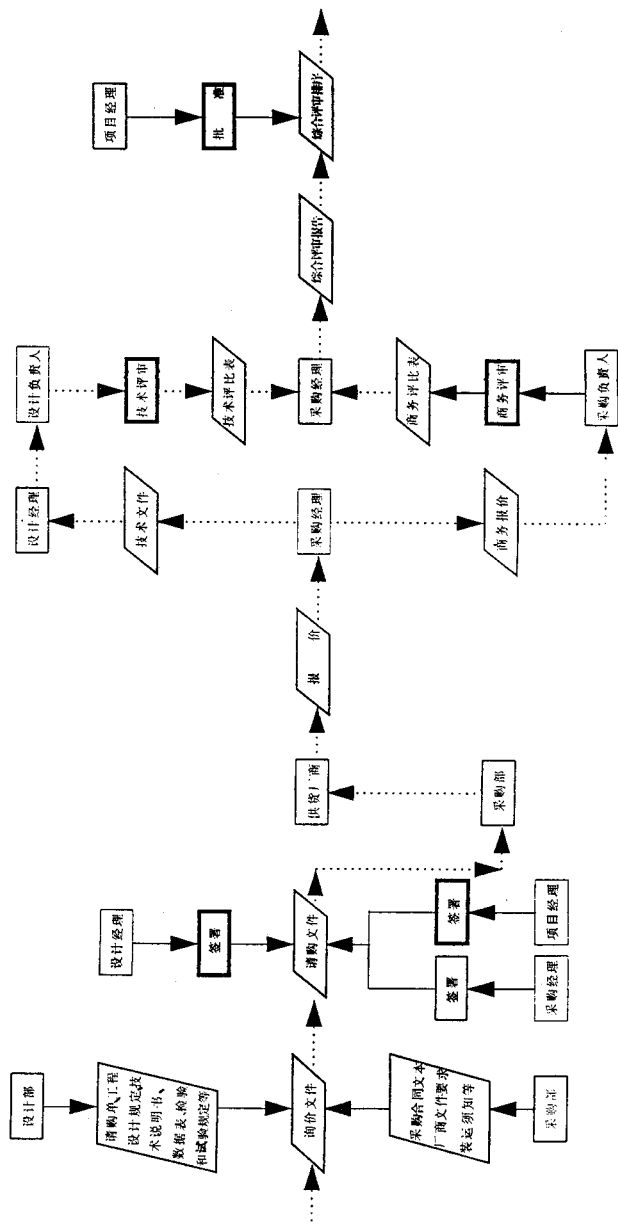 设计部
请购单、工程
设计规定、技
术说明书、
数据表、检验
和试验规定等
询价文件
采购合同文本
厂商文件要求
装运须知等
采购部
设计经理
签署
请购文件
签署
签署
采购经理
项目经理
供货厂商
采购部
报 价
设计经理
技术文件
采购经理
商务报价
设计负责人
技术评审
技术评比表
采购经理
商务评比表
商务评审
采购负责人
综合评审报告
项目经理
批 准
综合评审排序